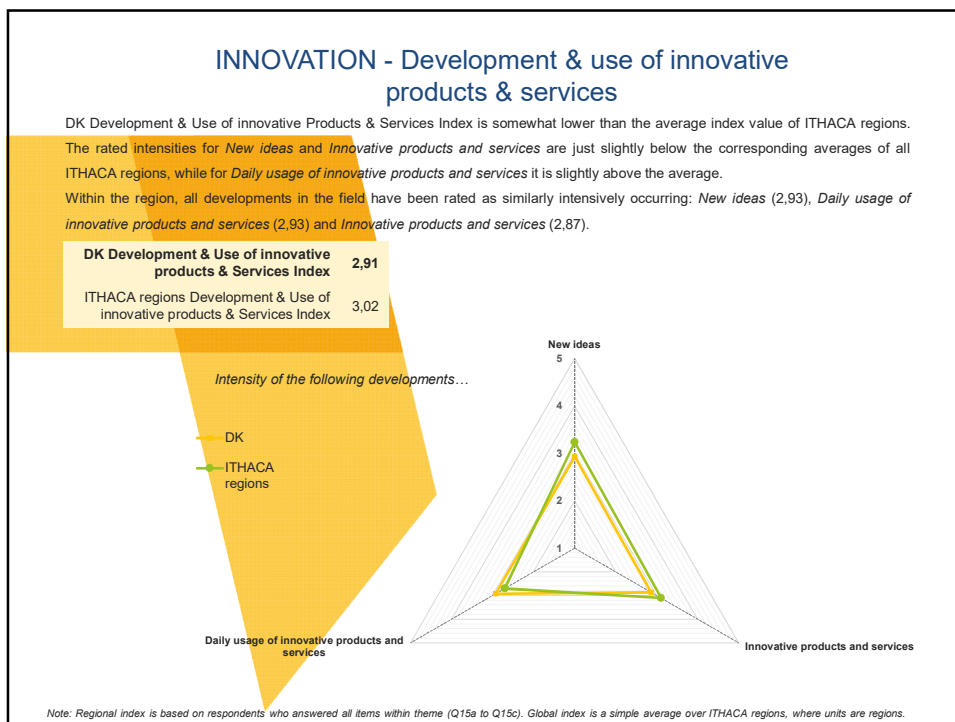 INNOVATION - Development & use of innovative
products & services
DK Development & Use of innovative Products & Services Index is somewhat lower than the average index value of ITHACA regions.
The rated intensities for New ideas and Innovative products and services are just slightly below the corresponding averages of all
ITHACA regions, while for Daily usage of innovative products and services it is slightly above the average.
Within the region, all developments in the field have been rated as similarly intensively occurring: New ideas (2,93), Daily usage of
innovative products and services (2,93) and Innovative products and services (2,87).
DK Development & Use of innovative
products & Services Index
2,91
ITHACA regions Development & Use of
innovative products & Services Index
3,02
Intensity of the following developments…
DK
ITHACA
regions
New ideas
5
4
3
2
1
Daily usage of innovative products and
services
Innovative products and services
Note: Regional index is based on respondents who answered all items within theme (Q15a to Q15c). Global index is a simple average over ITHACA regions, where units are regions.